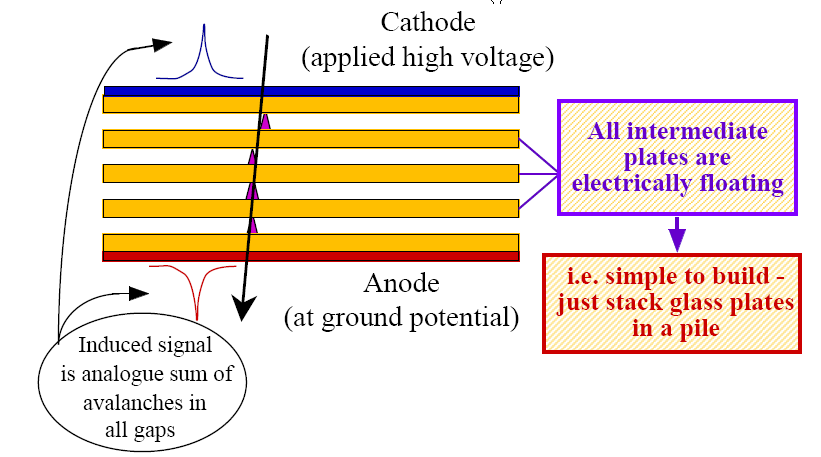 Cathode
(applied high voltage)
All intermediate
plates are
electrically floating
i.e. simple to build -
just stack glass plates
in a pile
Anode
(at ground potential)
Induced signal
is analogue sum of
avalanches in
all gaps